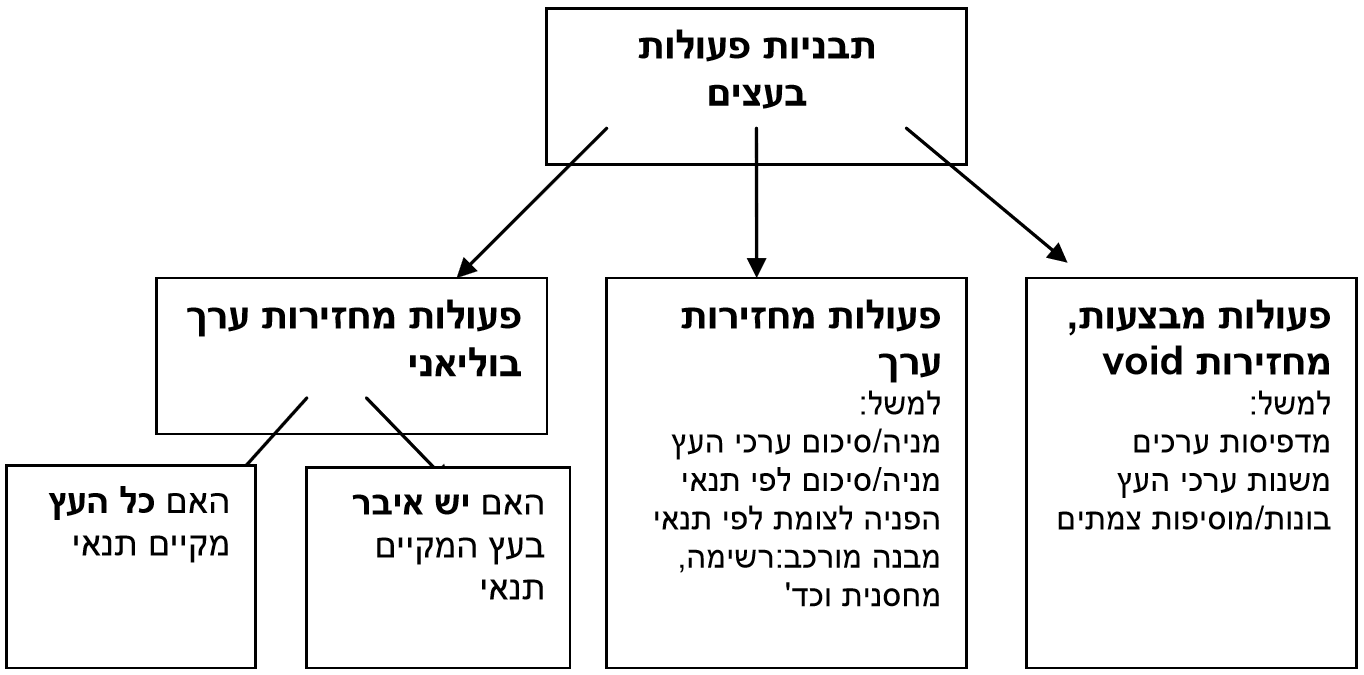 תבניות פעולות
בעצים
פעולות מבצעות,
מחזירות void
למשל:
מדפיסות ערכים
משנות ערכי העץ
בונות/מוסיפות צמתים
פעולות מחזירות
ערך
למשל:
מניה/סיכום ערכי העץ
מניה/סיכום לפי תנאי
הפניה לצומת לפי תנאי
מבנה מורכב:רשימה,
מחסנית וכד'
פעולות מחזירות ערך
בוליאני
האם יש איבר
בעץ המקיים
תנאי
האם כל העץ
מקיים תנאי